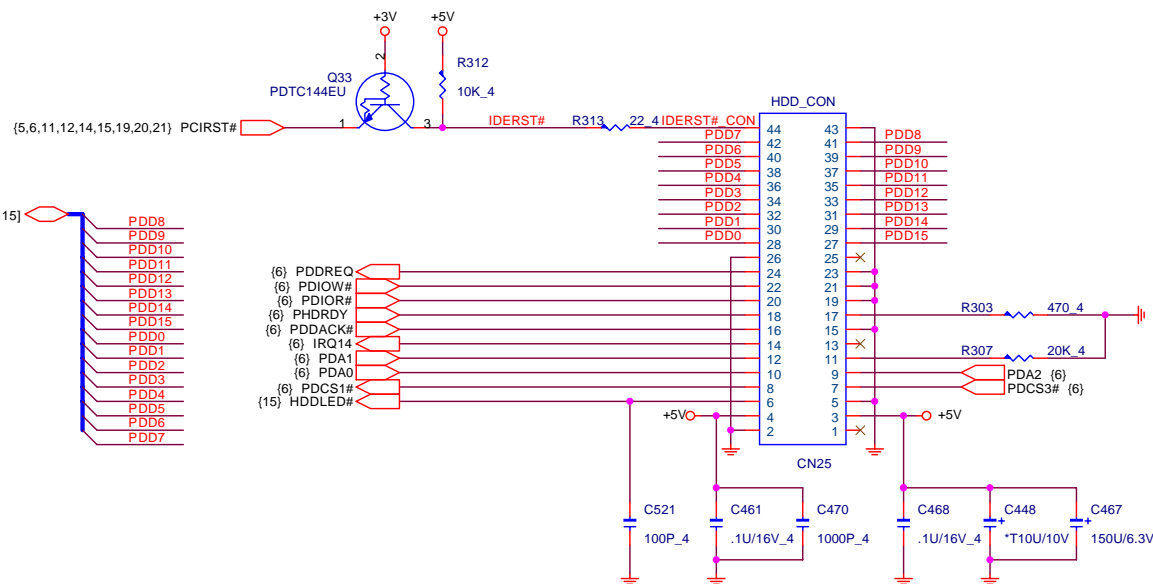 +3V +5V
2
R312
Q33
PDTC144EU 10K_4
HDD_CON
{5,6,11,12,14,15,19,20,21} PCIRST# 1 3 IDERST# R313 22_4 IDERST#_CON 44 43
PDD7 42 41 PDD8
PDD6 40 39 PDD9
PDD5 38 37 PDD10
PDD4 36 35 PDD11
PDD3 34 33 PDD12
PDD2 32 31 PDD13
15] PDD1 30 29 PDD14
PDD8 PDD0 28 27 PDD15
PDD9 26 25
PDD10 {6} PDDREQ 24 23
PDD11 {6} PDIOW# 22 21
PDD12 {6} PDIOR# 20 19
PDD13 {6} PHDRDY 18 17 R303 470_4
PDD14 {6} PDDACK# 16 15
PDD15 {6} IRQ14 14 13
PDD0 {6} PDA1 12 11 R307 20K_4
PDD1 {6} PDA0 10 9 PDA2 {6}
PDD2 {6} PDCS1# 8 7 PDCS3# {6}
PDD3 {15} HDDLED# 6 5
PDD4 +5V 4 3 +5V
PDD5 2 1
PDD6
PDD7
CN25
C521 C461 C470 C468 C448 C467
100P_4 .1U/16V_4 1000P_4 .1U/16V_4 *T10U/10V 150U/6.3V
+ +